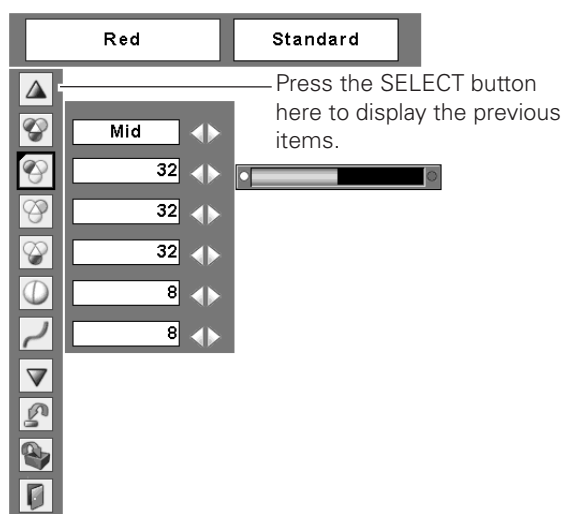 Red
Standard
Press the SELECT button
here to display the previous
items.
Mid
32
32
32
8
8